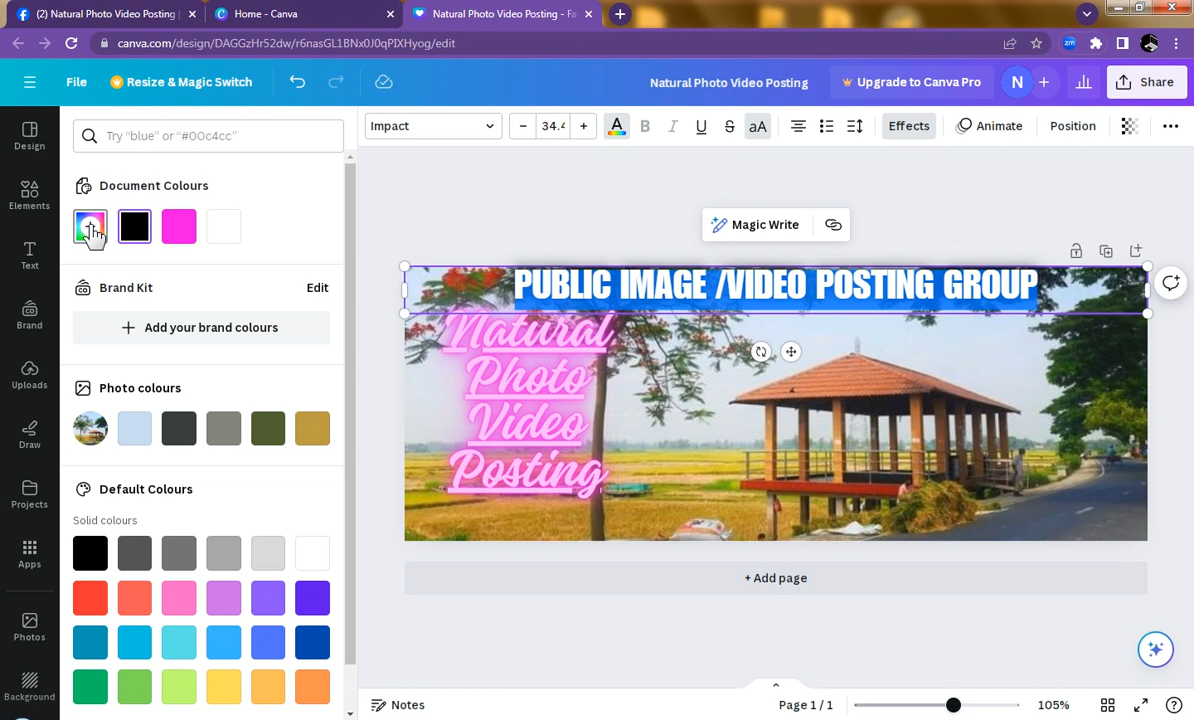 (2) Natural Photo Video Posting |
Home - Canva
Natural Photo Video Posting - Fa
canva.com/design/DAGGzHr52dw/r6nasGL1BNx0J0qPIXHyog/edit
zm
File
Resize & Magic Switch
Natural Photo Video Posting
Upgrade to Canva Pro
N
Share
Design
Elements
Text
Brand
Uploads
Draw
Projects
Apps
Photos
Background
Try “blue” or “#00c4cc”
Document Colours
Brand Kit
Edit
Add your brand colours
Photo colours
Default Colours
Solid colours
Impact
34.4
A
B
I
U
S
aA
Effects
Animate
Position
Magic Write
PUBLIC IMAGE /VIDEO POSTING GROUP
Natural
Photo
Video
Posting
+ Add page
Notes
Page 1 / 1
105%